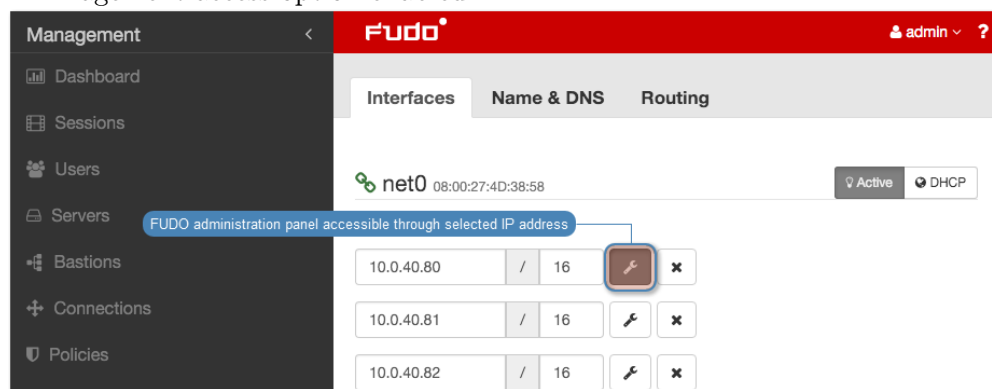 Management
Fudo
admin ?
Dashboard
Interfaces Name & DNS Routing
Sessions
Users
net0 08:00:27:4D:38:58
Active DHCP
Servers
FUDO administration panel accessible through selected IP address
Bastions
10.0.40.80 / 16
Connections
10.0.40.81 / 16
Policies
10.0.40.82 / 16